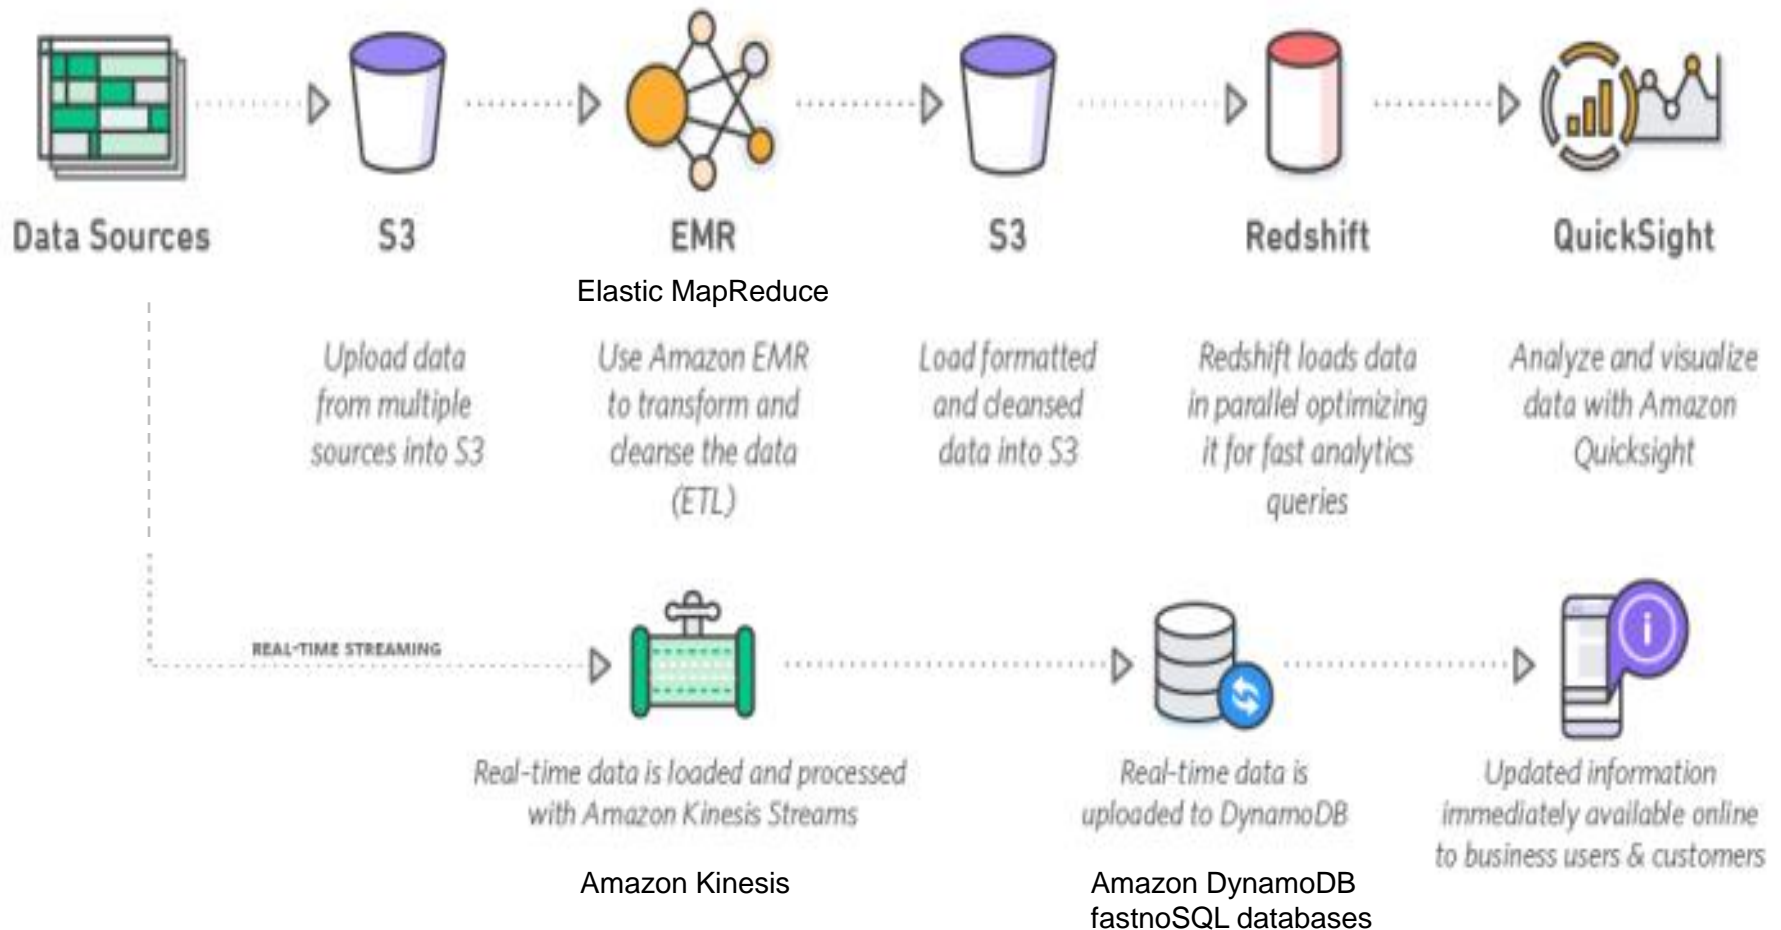 Data Sources
S3
EMR
S3
Redshift
QuickSight
Elastic MapReduce
Upload data
from multiple
sources into S3
Use Amazon EMR
to transform and
cleanse the data
(ETL)
Load formatted
and cleansed
data into S3
Redshift loads data
in parallel optimizing
it for fast analytics
queries
Analyze and visualize
data with Amazon
Quicksight
REAL-TIME STREAMING
i
Real-time data is loaded and processed
with Amazon Kinesis Streams
Real-time data is
uploaded to DynamoDB
Updated information
immediately available online
to business users & customers
Amazon Kinesis
Amazon DynamoDB
fastnoSQL databases